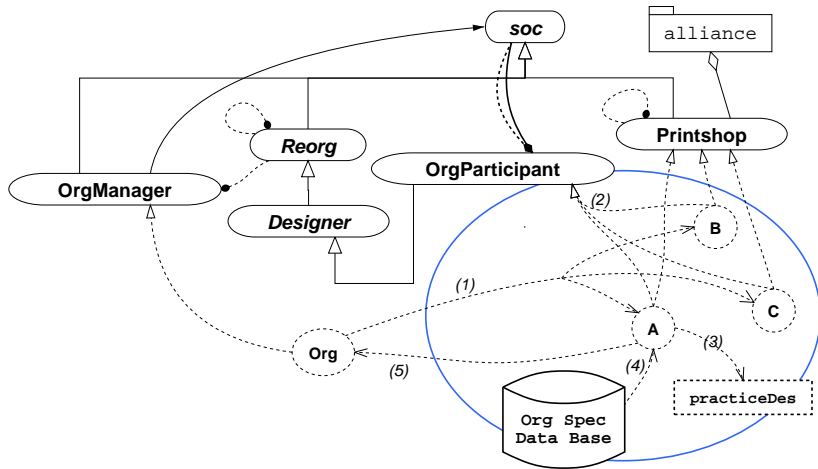 soc
alliance
Printshop
Reorg
OrgParticipant
OrgManager
Designer
(2)
B
(1)
C
A
Org
(3)
(5)
(4)
practiceDes
Org Spec
Data Base